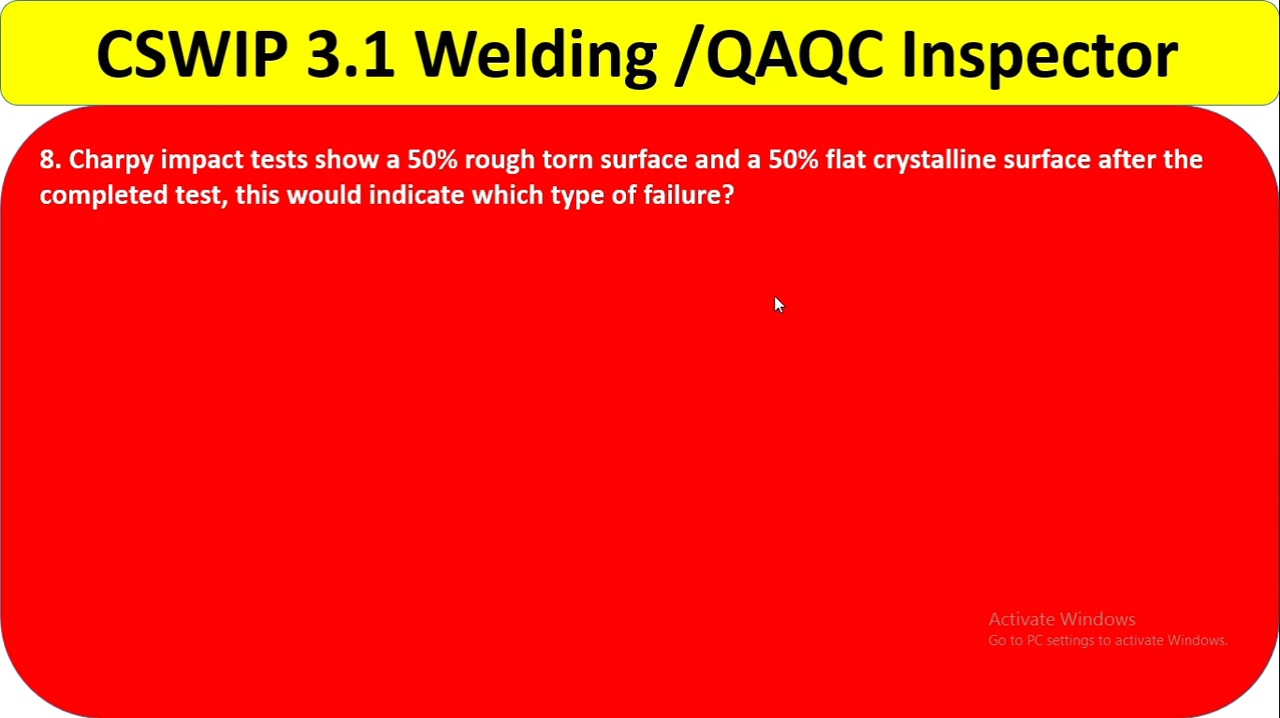 CSWIP 3.1 Welding /QAQC Inspector
8. Charpy impact tests show a 50% rough torn surface and a 50% flat crystalline surface after the
completed test, this would indicate which type of failure?
Activate Windows
Go to PC settings to activate Windows.